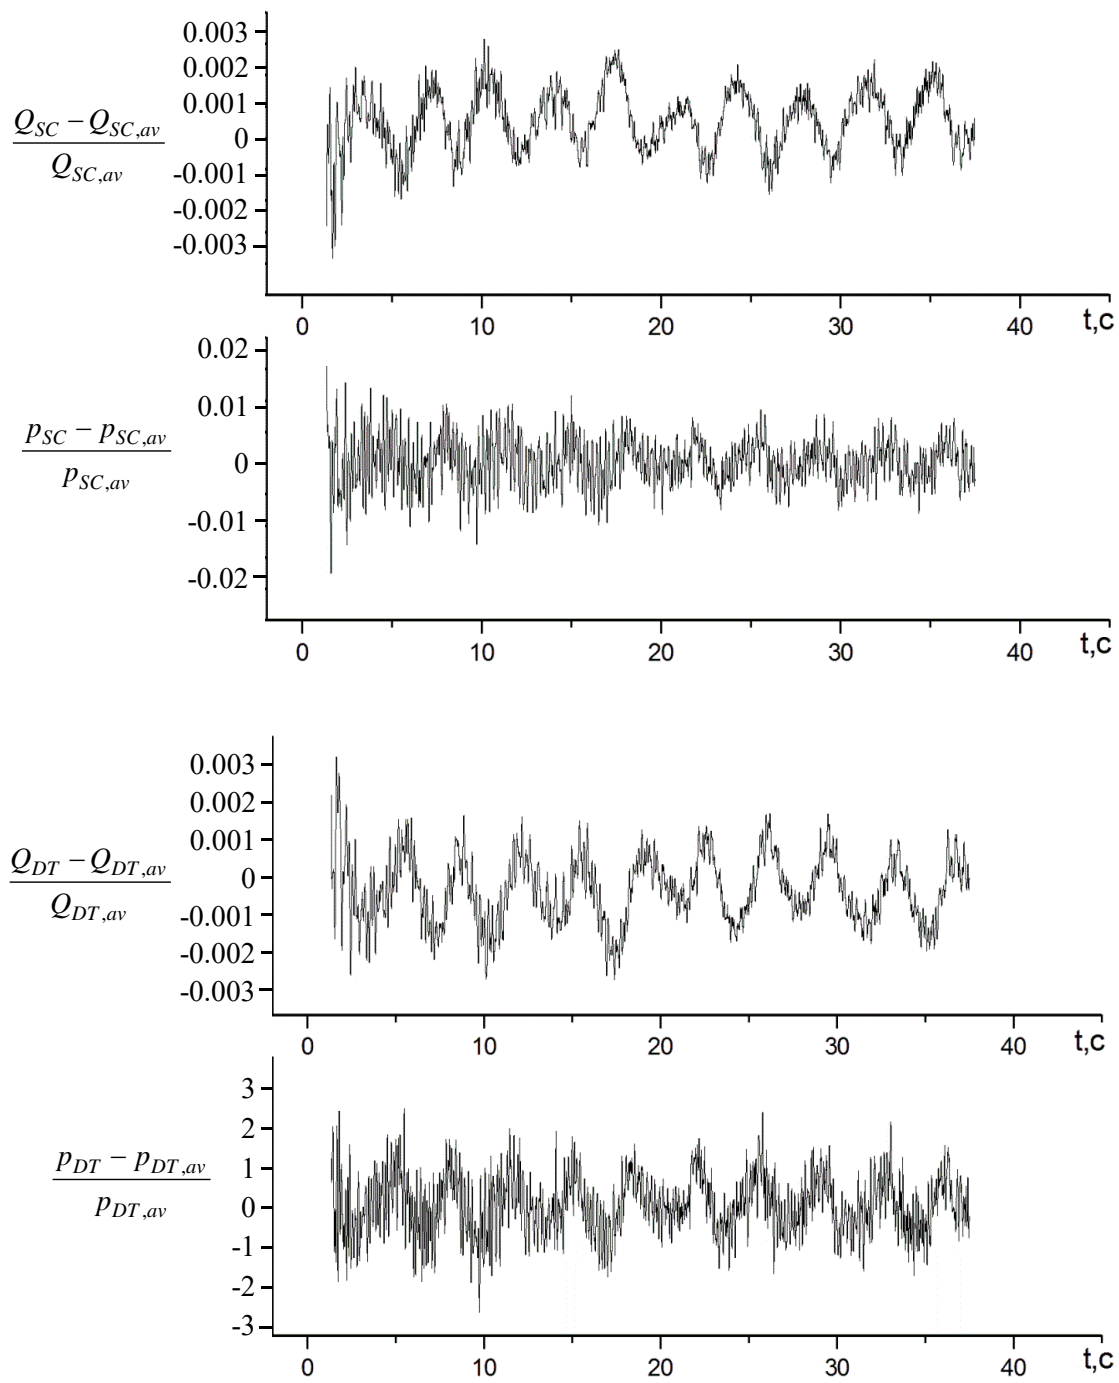 0.003
0.002
0.001
0
-0.001
-0.002
-0.003
Q_SC − Q_SC,av
Q_SC,av
0 10 20 30 40 t,c
0.02
0.01
0
-0.01
-0.02
p_SC − p_SC,av
p_SC,av
0 10 20 30 40 t,c
0.003
0.002
0.001
0
-0.001
-0.002
-0.003
Q_DT − Q_DT,av
Q_DT,av
0 10 20 30 40 t,c
3
2
1
0
-1
-2
-3
p_DT − p_DT,av
p_DT,av
0 10 20 30 40 t,c